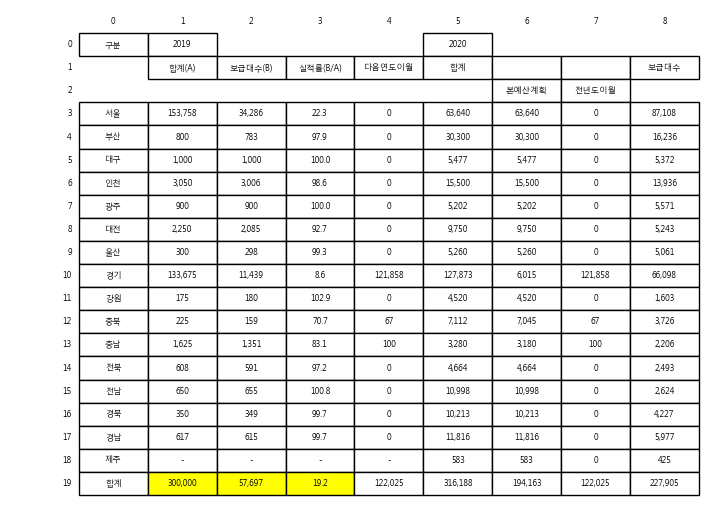 0 1 2 3 4 5 6 7 8
0 구분 2019 2020
1 합계(A) 보급대수(B) 실적률(B/A) 다음연도이월 합계 보급대수
2 본예산계획 전년도이월
3 서울 153,758 34,286 22.3 0 63,640 63,640 0 87,108
4 부산 800 783 97.9 0 30,300 30,300 0 16,236
5 대구 1,000 1,000 100.0 0 5,477 5,477 0 5,372
6 인천 3,050 3,006 98.6 0 15,500 15,500 0 13,936
7 광주 900 900 100.0 0 5,202 5,202 0 5,571
8 대전 2,250 2,085 92.7 0 9,750 9,750 0 5,243
9 울산 300 298 99.3 0 5,260 5,260 0 5,061
10 경기 133,675 11,439 8.6 121,858 127,873 6,015 121,858 66,098
11 강원 175 180 102.9 0 4,520 4,520 0 1,603
12 충북 225 159 70.7 67 7,112 7,045 67 3,726
13 충남 1,625 1,351 83.1 100 3,280 3,180 100 2,206
14 전북 608 591 97.2 0 4,664 4,664 0 2,493
15 전남 650 655 100.8 0 10,998 10,998 0 2,624
16 경북 350 349 99.7 0 10,213 10,213 0 4,227
17 경남 617 615 99.7 0 11,816 11,816 0 5,977
18 제주 - - - - 583 583 0 425
19 합계 300,000 57,697 19.2 122,025 316,188 194,163 122,025 227,905